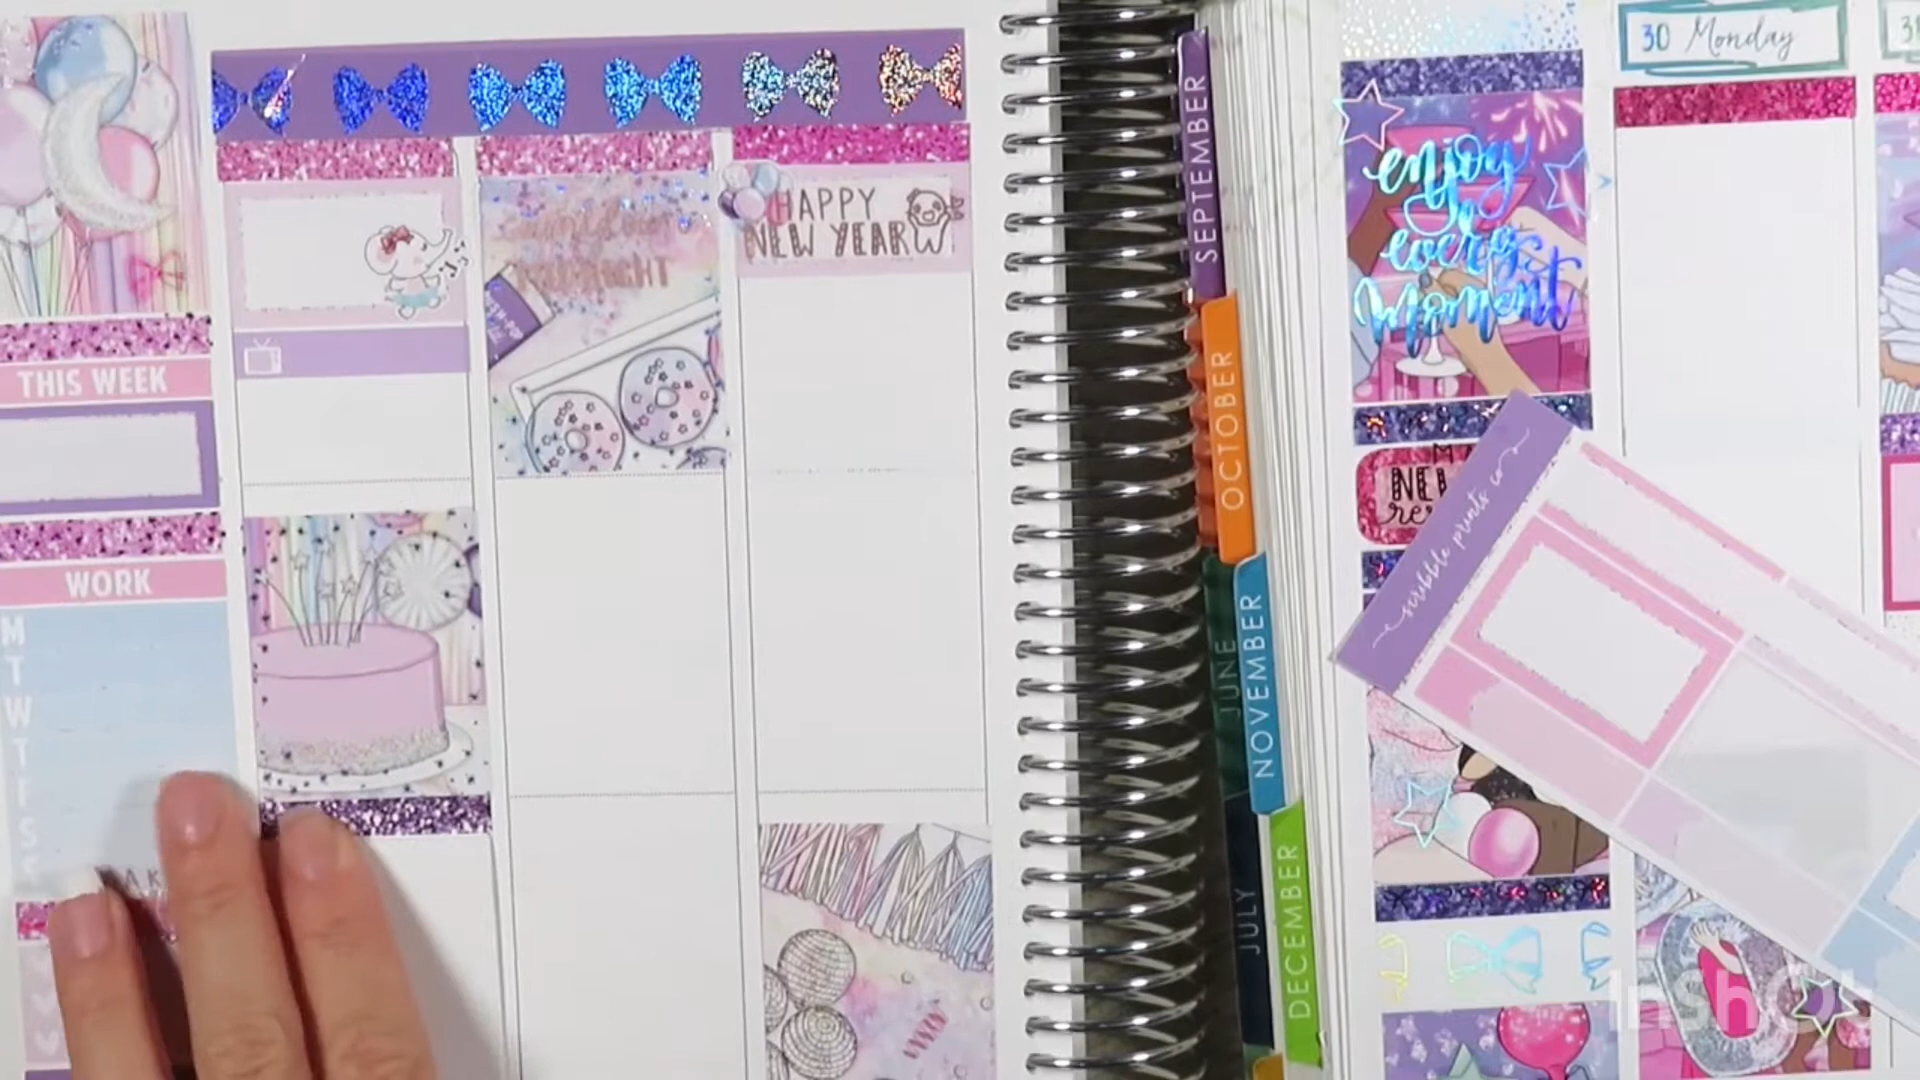 HAPPY
NEW YEAR
THIS WEEK
WORK
M
T
W
T
F
S
S
SEPTEMBER
OCTOBER
JUNE
NOVEMBER
JULY
DECEMBER
30 Monday
enjoy
every
moment
scribble prints co
InShOt